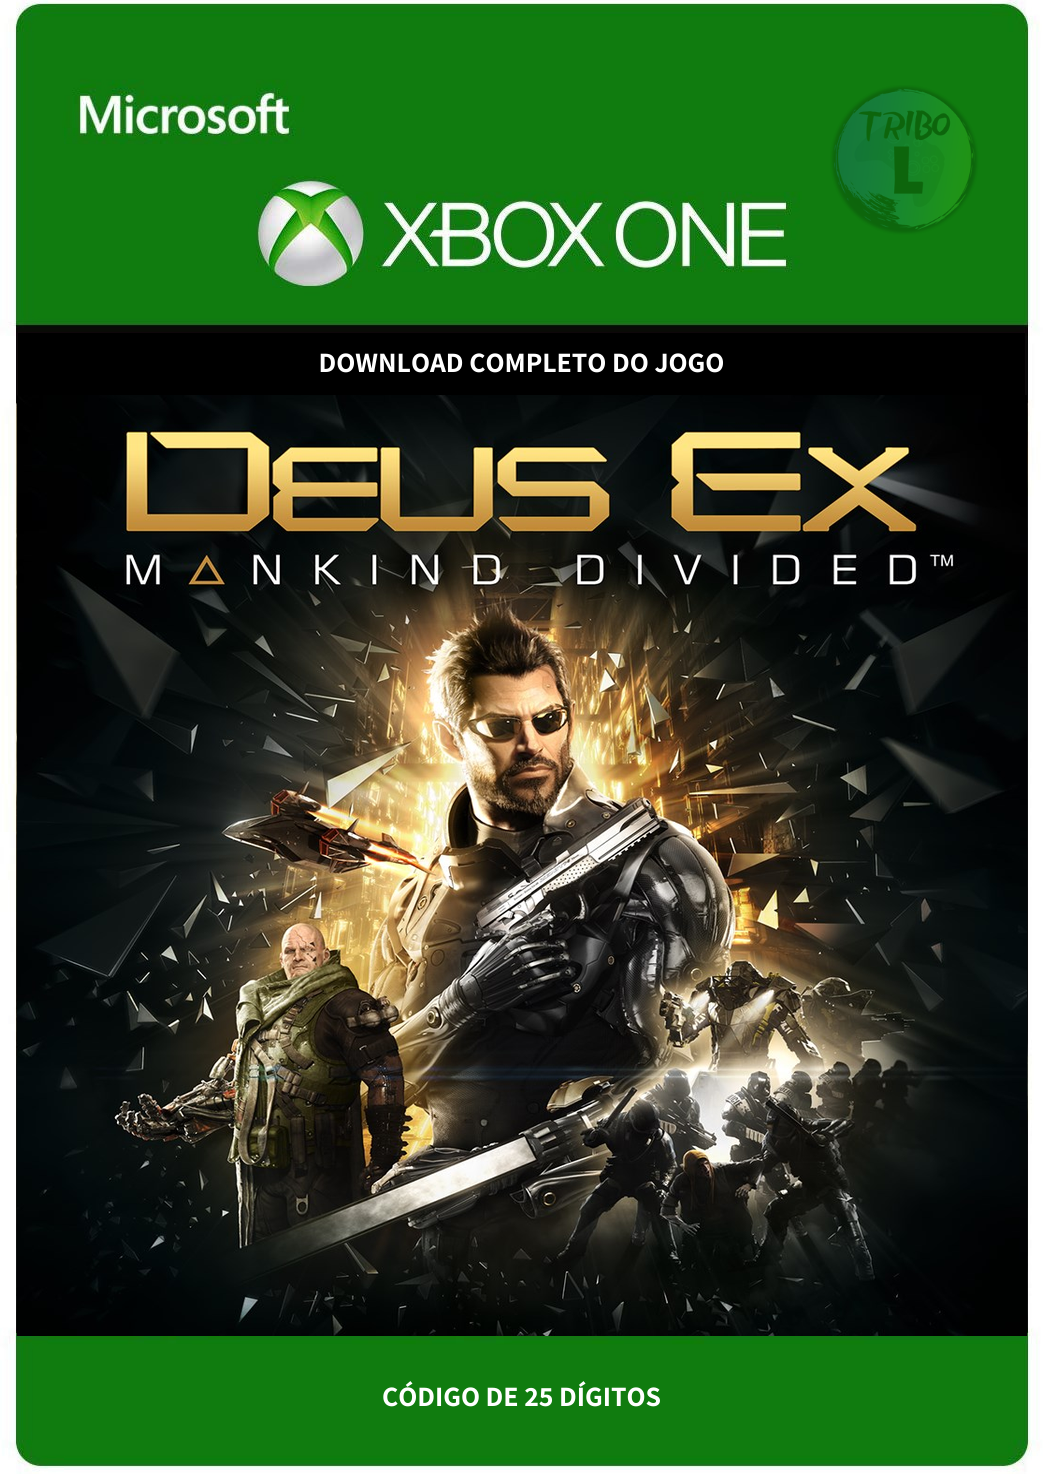 Microsoft
TRIBO
L
XBOX ONE
DOWNLOAD COMPLETO DO JOGO
DEUS EX
MANKIND DIVIDED™
CÓDIGO DE 25 DÍGITOS